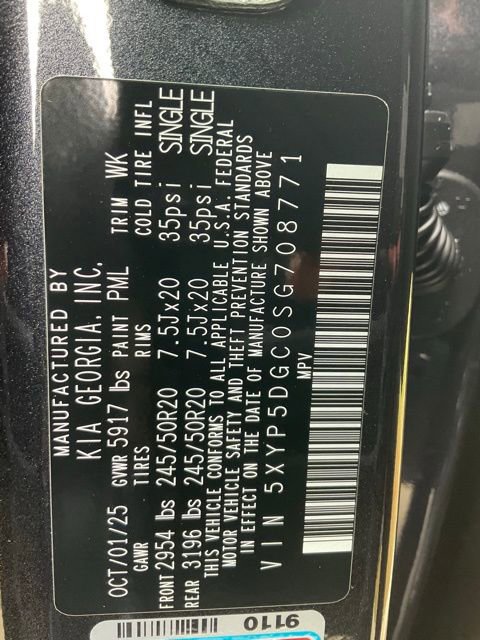 MANUFACTURED BY
KIA GEORGIA, INC.
OCT/01/25 GVWR 5917 lbs PAINT PML TRIM WK
GAWR TIRES RIMS COLD TIRE INFL
FRONT 2954 lbs 245/50R20 7.5Jx20 35psi SINGLE
REAR 3196 lbs 245/50R20 7.5Jx20 35psi SINGLE
THIS VEHICLE CONFORMS TO ALL APPLICABLE U.S.A. FEDERAL
MOTOR VEHICLE SAFETY AND THEFT PREVENTION STANDARDS
IN EFFECT ON THE DATE OF MANUFACTURE SHOWN ABOVE
VIN 5XYP5DGC0SG708771
MPV
9110